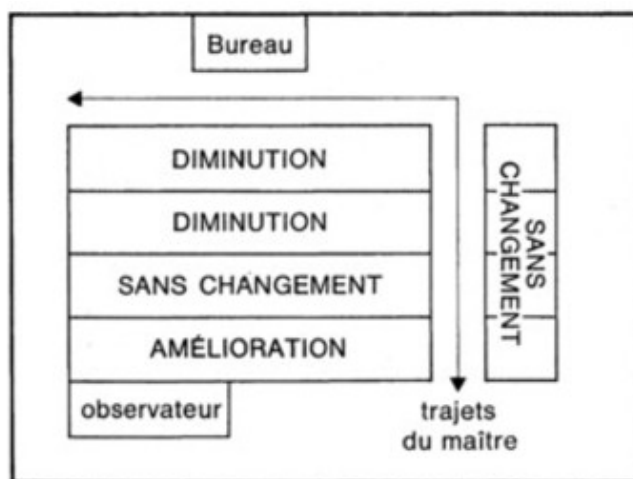 Bureau
DIMINUTION
DIMINUTION
SANS CHANGEMENT
AMÉLIORATION
SANS
CHANGEMENT
observateur
trajets
du maître